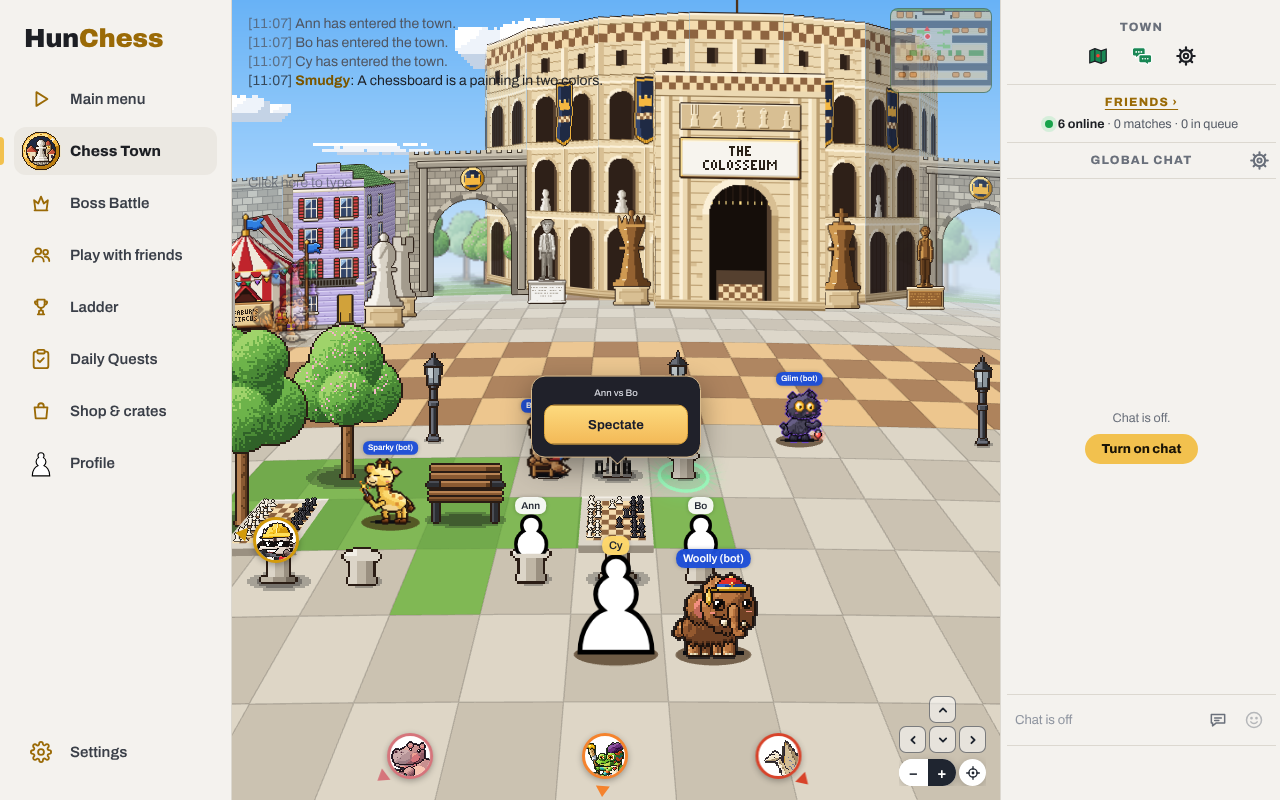 HunChess
Main menu
Chess Town
Boss Battle
Play with friends
Ladder
Daily Quests
Shop & crates
Profile
Settings
[11:07] Ann has entered the town.
[11:07] Bo has entered the town.
[11:07] Cy has entered the town.
[11:07] Smudgy: A chessboard is a painting in two colors.
Click here to type
THE
COLOSSEUM
CIRCUS
Ann vs Bo
Spectate
Glim (bot)
Sparky (bot)
Ann
Bo
Cy
Woolly (bot)
TOWN
FRIENDS ›
6 online · 0 matches · 0 in queue
GLOBAL CHAT
Chat is off.
Turn on chat
Chat is off